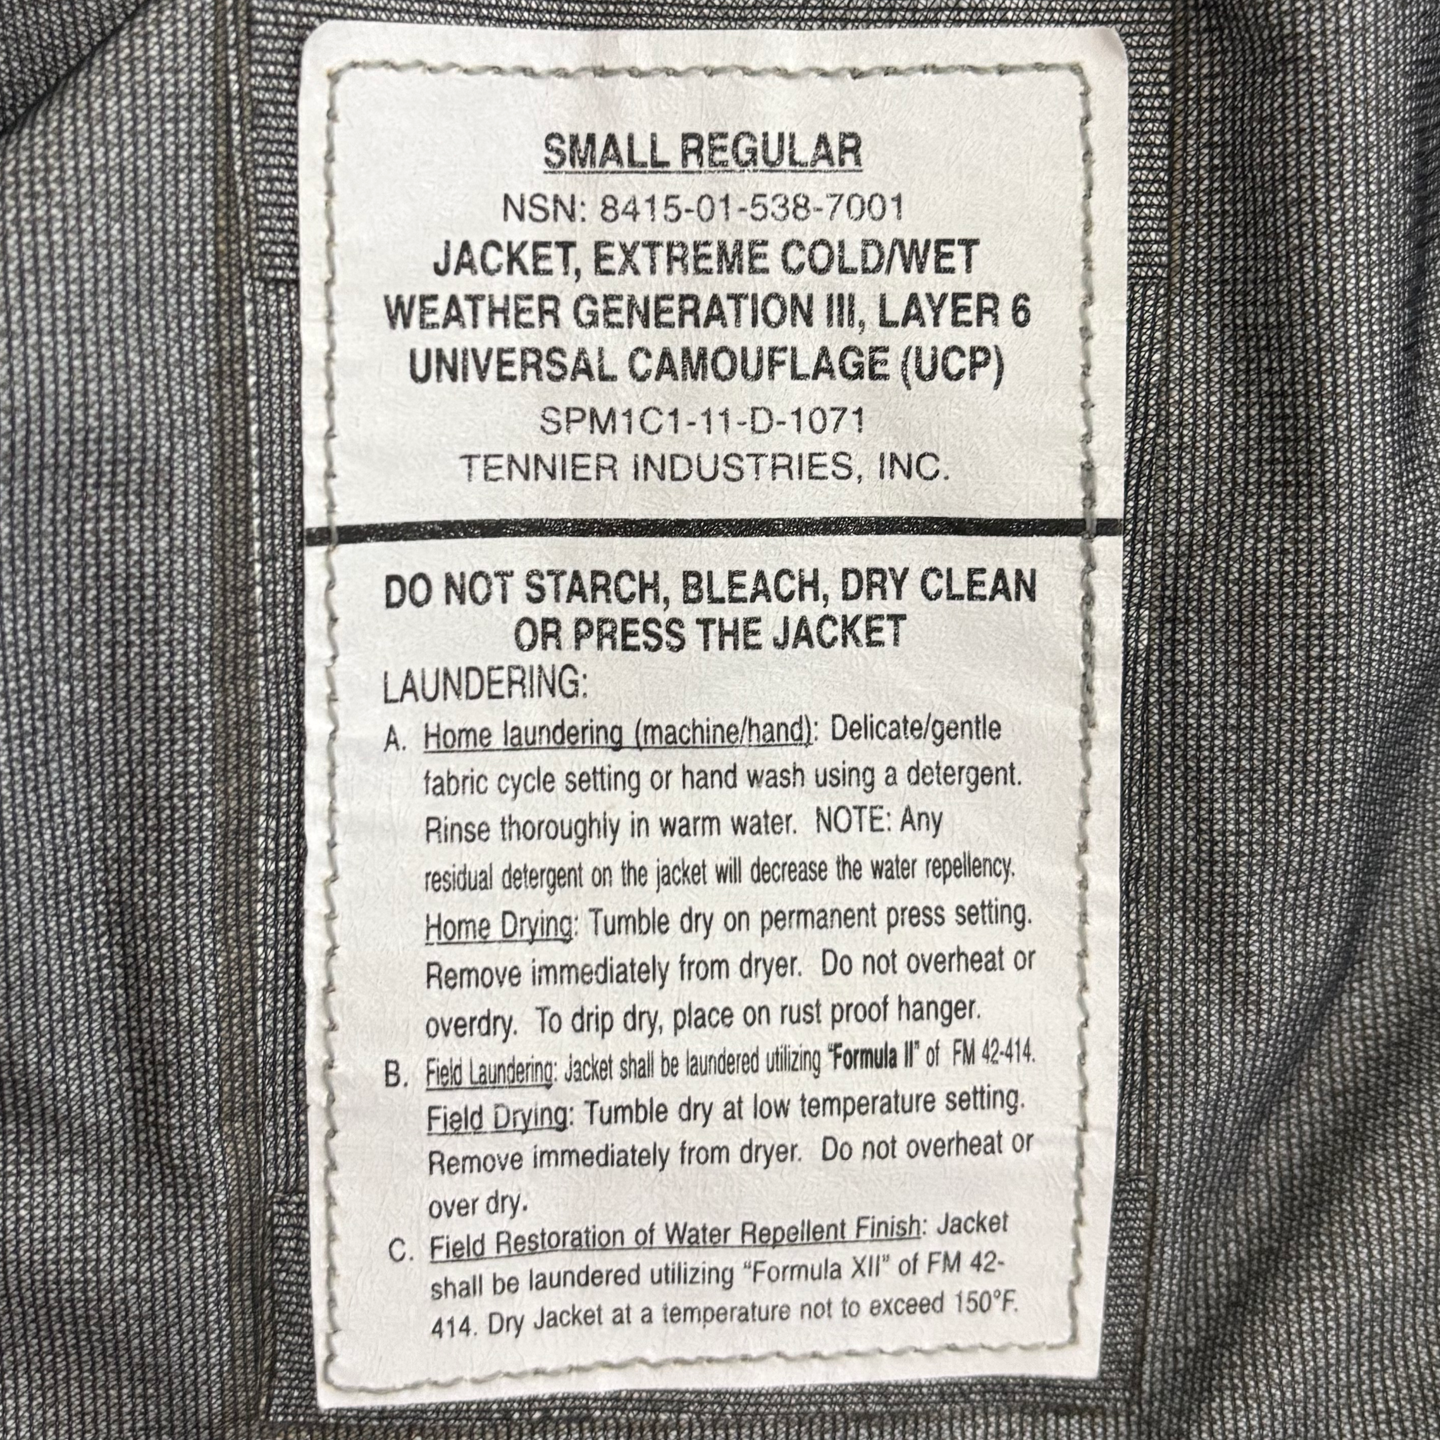 SMALL REGULAR
NSN: 8415-01-538-7001
JACKET, EXTREME COLD/WET
WEATHER GENERATION III, LAYER 6
UNIVERSAL CAMOUFLAGE (UCP)
SPM1C1-11-D-1071
TENNIER INDUSTRIES, INC.
DO NOT STARCH, BLEACH, DRY CLEAN
OR PRESS THE JACKET
LAUNDERING:
A. Home laundering (machine/hand): Delicate/gentle
fabric cycle setting or hand wash using a detergent.
Rinse thoroughly in warm water. NOTE: Any
residual detergent on the jacket will decrease the water repellency.
Home Drying: Tumble dry on permanent press setting.
Remove immediately from dryer. Do not overheat or
overdry. To drip dry, place on rust proof hanger.
B. Field Laundering: Jacket shall be laundered utilizing "Formula II" of FM 42-414.
Field Drying: Tumble dry at low temperature setting.
Remove immediately from dryer. Do not overheat or
over dry.
C. Field Restoration of Water Repellent Finish: Jacket
shall be laundered utilizing "Formula XII" of FM 42-
414. Dry Jacket at a temperature not to exceed 150°F.